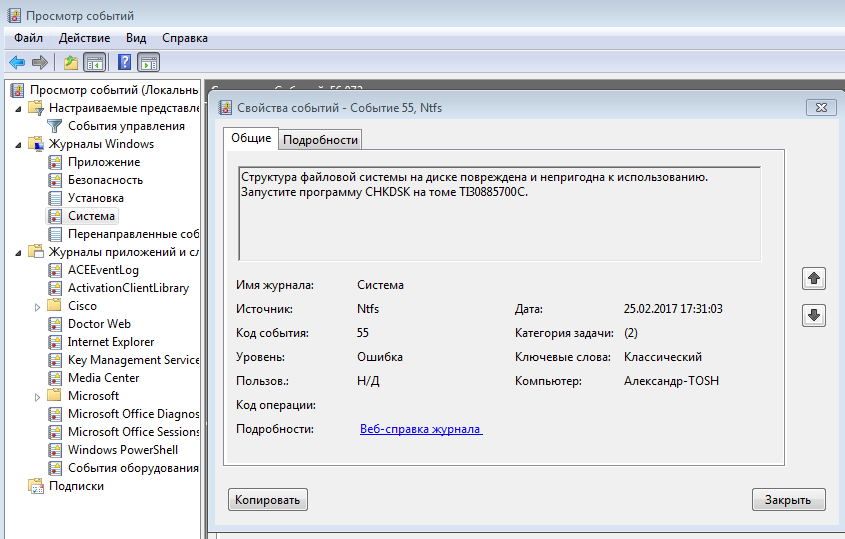 Просмотр событий
Файл Действие Вид Справка
Просмотр событий (Локальны
Настраиваемые представле
События управления
Журналы Windows
Приложение
Безопасность
Установка
Система
Перенаправленные соб
Журналы приложений и сл
ACEEventLog
ActivationClientLibrary
Cisco
Doctor Web
Internet Explorer
Key Management Service
Media Center
Microsoft
Microsoft Office Diagnos
Microsoft Office Sessions
Windows PowerShell
События оборудования
Подписки
Свойства событий - Событие 55, Ntfs
Общие Подробности
Структура файловой системы на диске повреждена и непригодна к использованию.
Запустите программу CHKDSK на томе TI30885700C.
Имя журнала: Система
Источник: Ntfs Дата: 25.02.2017 17:31:03
Код события: 55 Категория задачи: (2)
Уровень: Ошибка Ключевые слова: Классический
Пользов.: Н/Д Компьютер: Александр-TOSH
Код операции:
Подробности: Веб-справка журнала
Копировать Закрыть